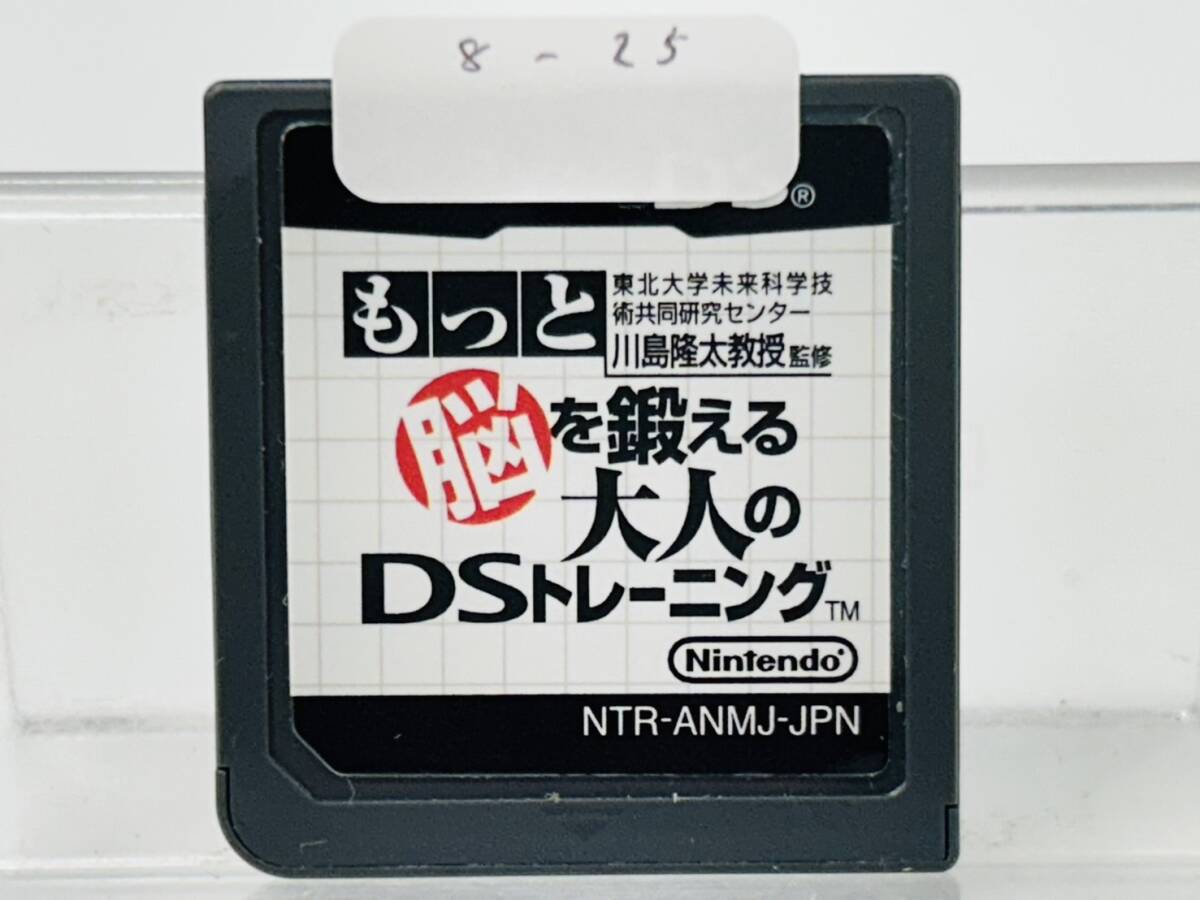 8 - 25
®
もっと
東北大学未来科学技
術共同研究センター
川島隆太教授監修
脳を鍛える
大人の
DSトレーニング™
Nintendo®
NTR-ANMJ-JPN